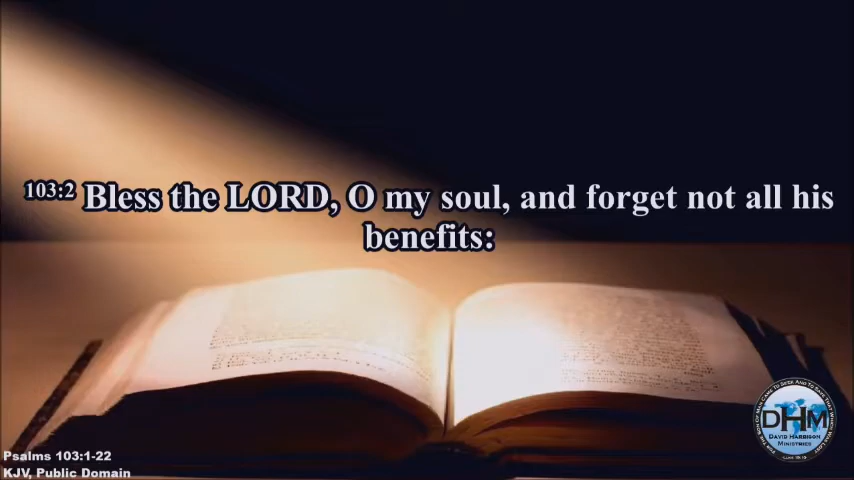 103:2 Bless the LORD, O my soul, and forget not all his
benefits:
DHM
DAVID HARRISON
MINISTRIES
Psalms 103:1-22
KJV, Public Domain